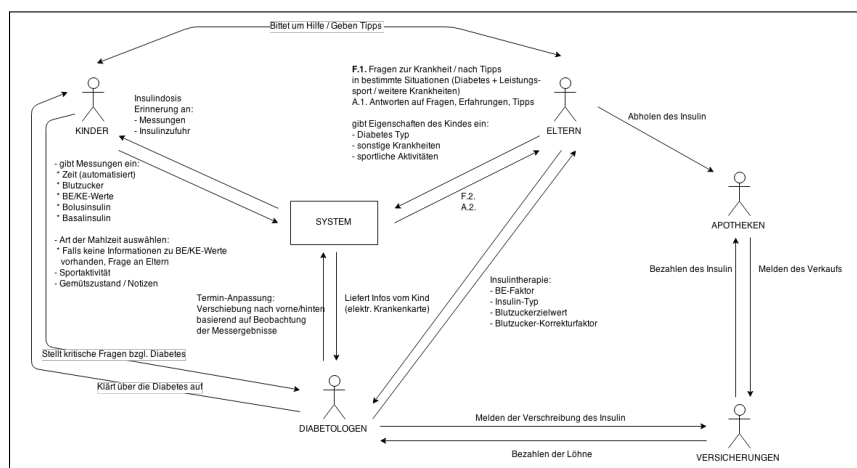 Bittet um Hilfe / Geben Tipps
KINDER
Insulindosis
Erinnerung an:
- Messungen
- Insulinzufuhr
F.1. Fragen zur Krankheit / nach Tipps
in bestimmte Situationen (Diabetes + Leistungs-
sport / weitere Krankheiten)
A.1. Antworten auf Fragen, Erfahrungen, Tipps
gibt Eigenschaften des Kindes ein:
- Diabetes Typ
- sonstige Krankheiten
- sportliche Aktivitäten
ELTERN
Abholen des Insulin
- gibt Messungen ein:
* Zeit (automatisiert)
* Blutzucker
* BE/KE-Werte
* Bolusinsulin
* Basalinsulin
- Art der Mahlzeit auswählen:
* Falls keine Informationen zu BE/KE-Werte
vorhanden, Frage an Eltern
- Sportaktivität
- Gemützustand / Notizen
SYSTEM
F.2.
A.2.
APOTHEKEN
Bezahlen des Insulin
Melden des Verkaufs
Termin-Anpassung:
Verschiebung nach vorne/hinten
basierend auf Beobachtung
der Messergebnisse
Liefert Infos vom Kind
(elektr. Krankenkarte)
Insulintherapie:
- BE-Faktor
- Insulin-Typ
- Blutzuckerzielwert
- Blutzucker-Korrekturfaktor
Stellt kritische Fragen bzgl. Diabetes
Klärt über die Diabetes auf
DIABETOLOGEN
Melden der Verschreibung des Insulin
Bezahlen der Löhne
VERSICHERUNGEN